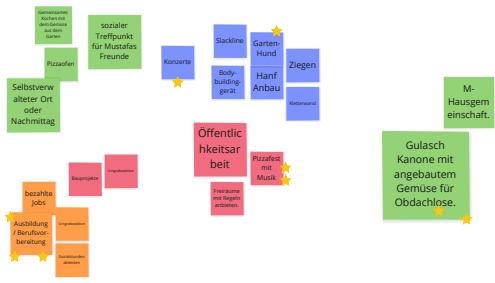 Gemeinsames
Kochen mit
dem Gemüse
aus dem
Garten
sozialer
Treffpunkt
für Mustafas
Freunde
Pizzaofen
Selbstverw
alteter Ort
oder
Nachmittag
Konzerte
Slackline
Garten-
Hund
Ziegen
Body-
building-
gerät
Hanf
Anbau
Kletterwand
M-
Hausgem
einschaft.
Öffentlic
hkeitsar
beit
Pizzafest
mit
Musik
Freiräume
mit Regeln
anbieten.
Gulasch
Kanone mit
angebautem
Gemüse für
Obdachlose.
Bauprojekte
bezahlte
Jobs
Ausbildung
/ Berufsvor-
bereitung
Sozialstunden
ableisten